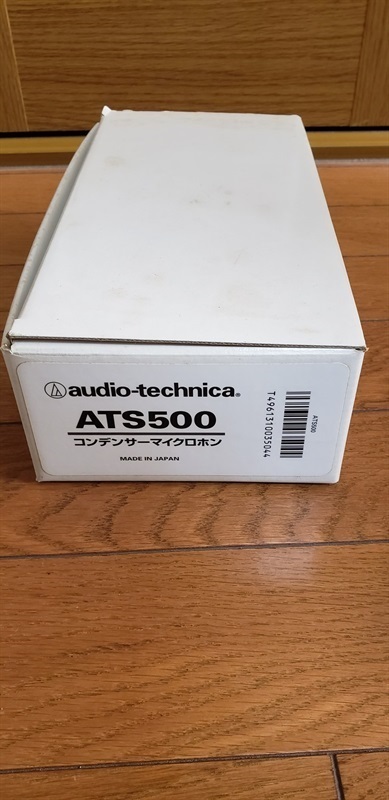 audio-technica®
ATS500
コンデンサーマイクロホン
MADE IN JAPAN
ATS500
T4961310035044